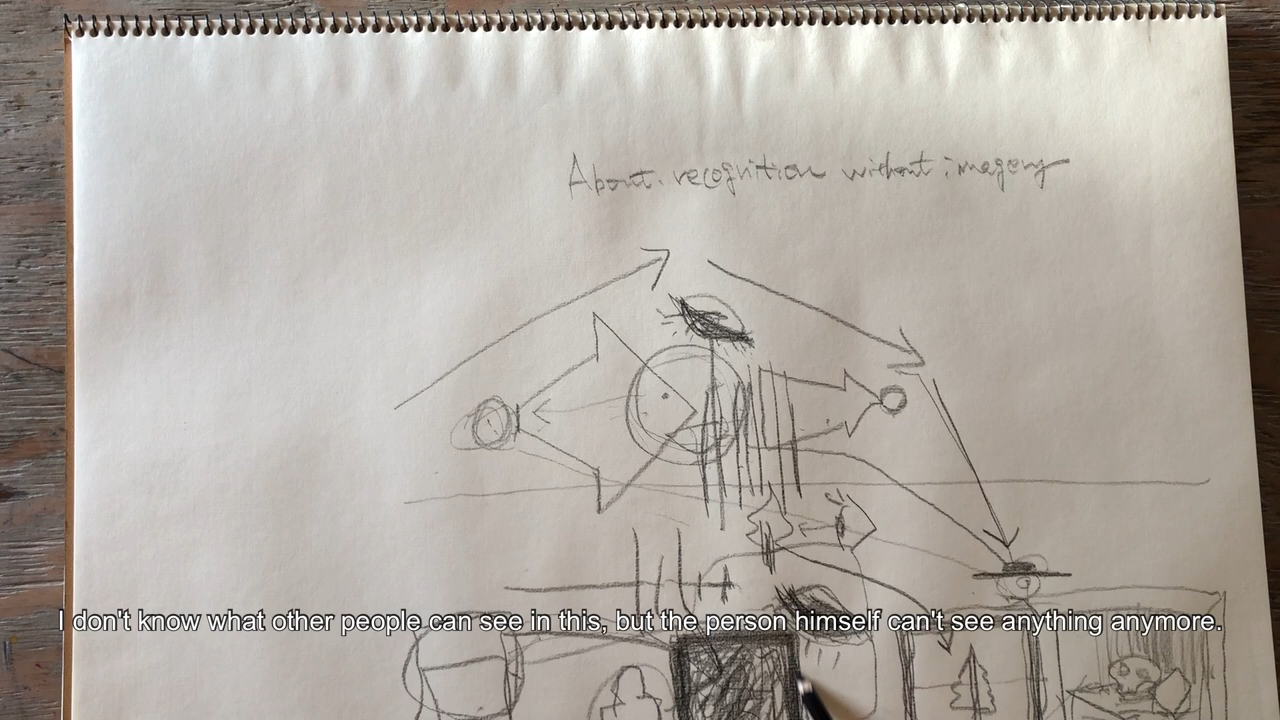 About recognition without imagery
I don't know what other people can see in this, but the person himself can't see anything anymore.